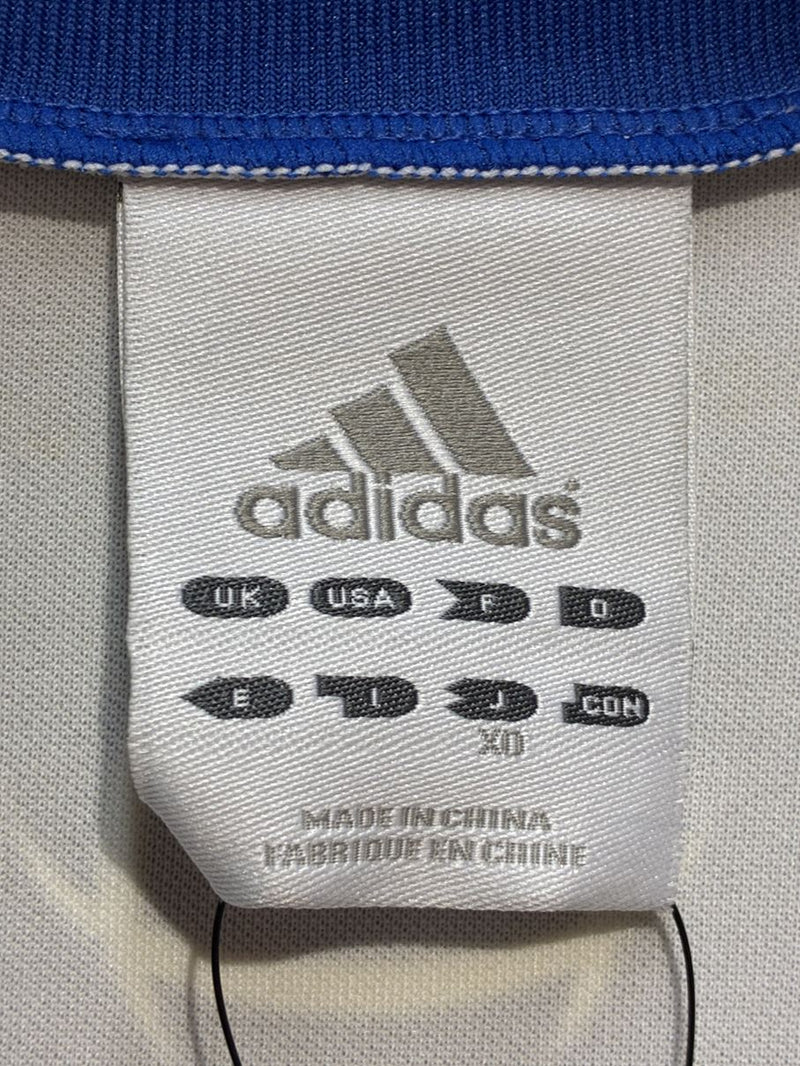 adidas®
UK USA F D
E I J CON
XO
MADE IN CHINA
FABRIQUE EN CHINE